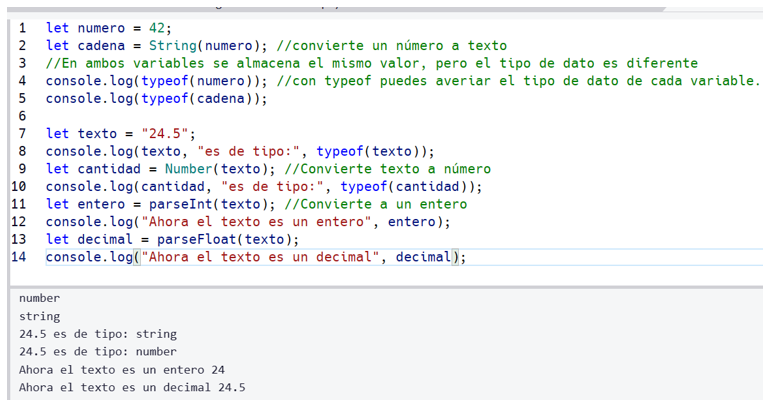 1 let numero = 42;
2 let cadena = String(numero); //convierte un número a texto
3 //En ambos variables se almacena el mismo valor, pero el tipo de dato es diferente
4 console.log(typeof(numero)); //con typeof puedes averiar el tipo de dato de cada variable.
5 console.log(typeof(cadena));
6
7 let texto = "24.5";
8 console.log(texto, "es de tipo:", typeof(texto));
9 let cantidad = Number(texto); //Convierte texto a número
10 console.log(cantidad, "es de tipo:", typeof(cantidad));
11 let entero = parseInt(texto); //Convierte a un entero
12 console.log("Ahora el texto es un entero", entero);
13 let decimal = parseFloat(texto);
14 console.log("Ahora el texto es un decimal", decimal);
number
string
24.5 es de tipo: string
24.5 es de tipo: number
Ahora el texto es un entero 24
Ahora el texto es un decimal 24.5